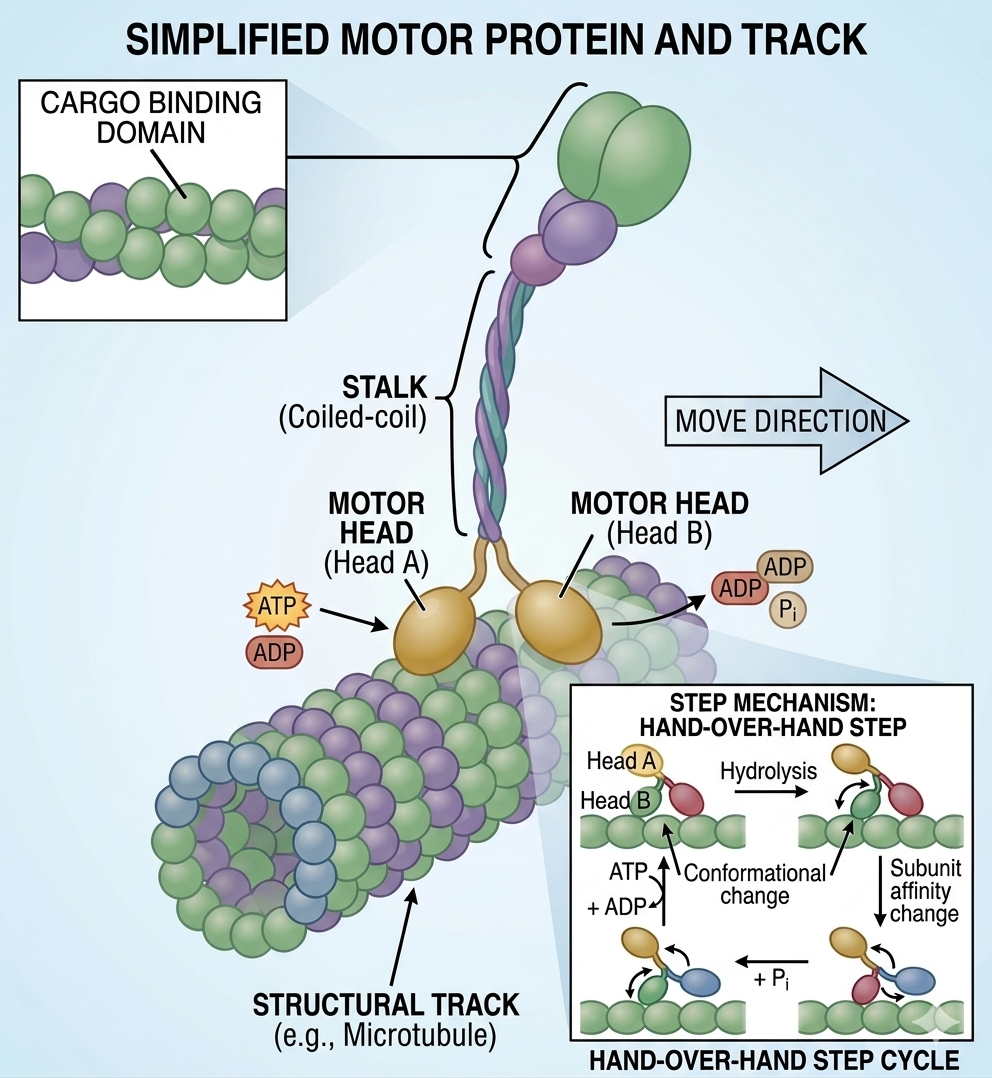 SIMPLIFIED MOTOR PROTEIN AND TRACK
CARGO BINDING
DOMAIN
STALK
(Coiled-coil)
MOVE DIRECTION
MOTOR
HEAD
(Head A)
MOTOR HEAD
(Head B)
ATP
ADP
ADP
ADP
Pi
STEP MECHANISM:
HAND-OVER-HAND STEP
Head A
Head B
Hydrolysis
Conformational
change
ATP
+ ADP
Subunit
affinity
change
+ Pi
STRUCTURAL TRACK
(e.g., Microtubule)
HAND-OVER-HAND STEP CYCLE